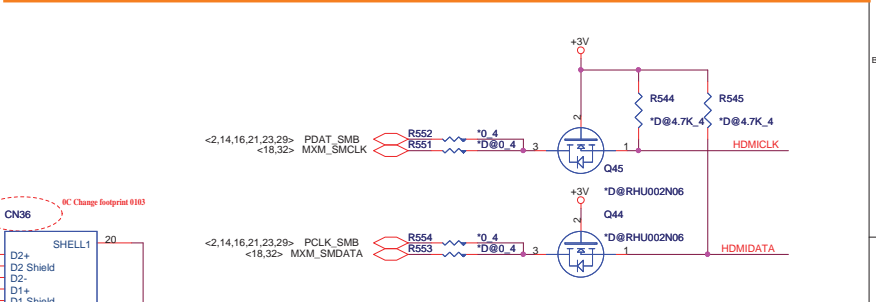 +3V
B
R544
R545
*D@4.7K_4
*D@4.7K_4
2
<2,14,16,21,23,29> PDAT_SMB R552 *0_4
<18,32> MXM_SMCLK R551 *D@0_4
3
1
HDMICLK
Q45
*D@RHU002N06
+3V
Q44
2
*D@RHU002N06
<2,14,16,21,23,29> PCLK_SMB R554 *0_4
<18,32> MXM_SMDATA R553 *D@0_4
3
1
HDMIDATA
0C Change footprint 0103
CN36
SHELL1 20
D2+
D2 Shield
D2-
D1+
D1 Shield